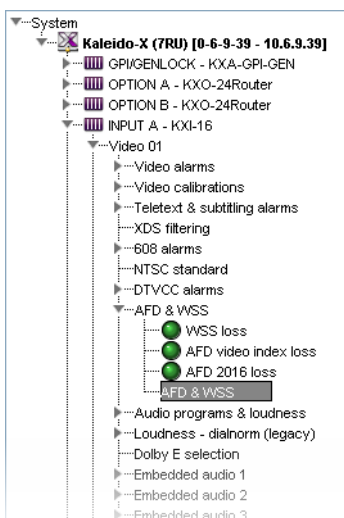 System
Kaleido-X (7RU) [0-6-9-39 - 10.6.9.39]
GPI/GENLOCK - KXA-GPI-GEN
OPTION A - KXO-24Router
OPTION B - KXO-24Router
INPUT A - KXI-16
Video 01
Video alarms
Video calibrations
Teletext & subtitling alarms
XDS filtering
608 alarms
NTSC standard
DTVCC alarms
AFD & WSS
WSS loss
AFD video index loss
AFD 2016 loss
AFD & WSS
Audio programs & loudness
Loudness - dialnorm (legacy)
Dolby E selection
Embedded audio 1
Embedded audio 2
Embedded audio 3